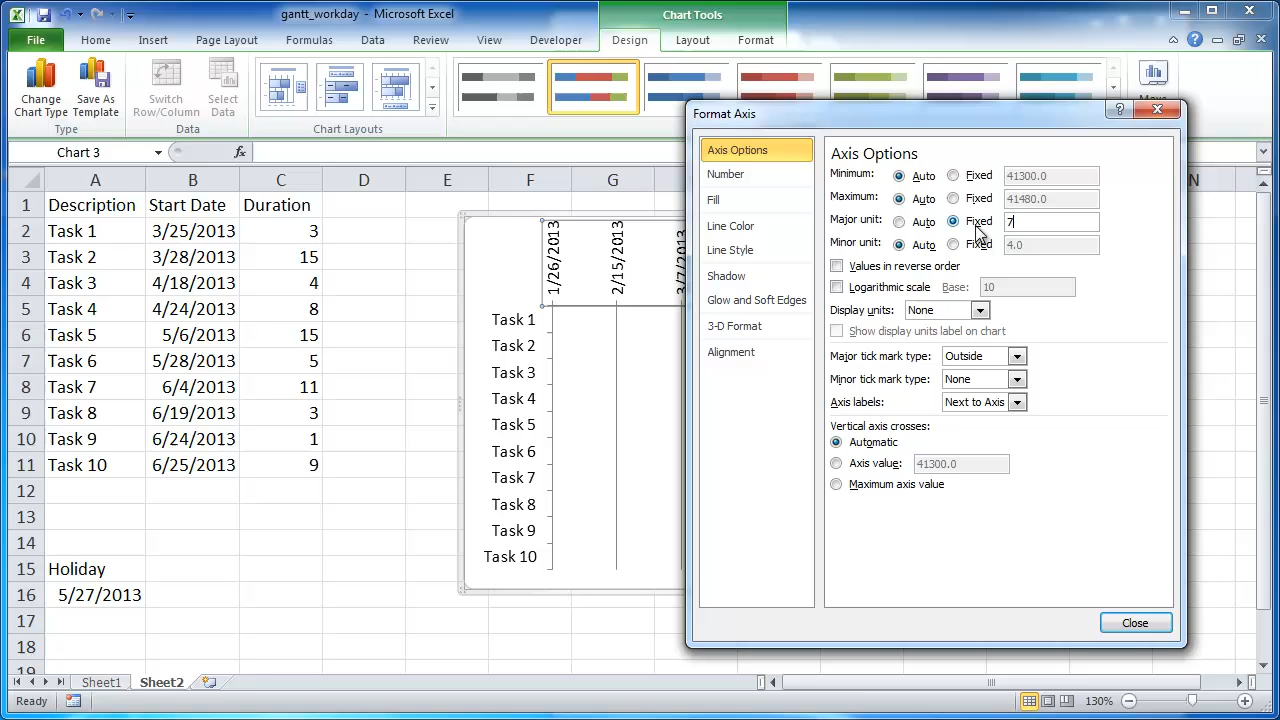 gantt_workday - Microsoft Excel
Chart Tools
File Home Insert Page Layout Formulas Data Review View Developer Design Layout Format
Change Chart Type
Save As Template
Switch Row/Column
Select Data
Type
Data
Chart Layouts
Chart 3
fx
A B C D E F G N
1 Description Start Date Duration
2 Task 1 3/25/2013 3
3 Task 2 3/28/2013 15
4 Task 3 4/18/2013 4
5 Task 4 4/24/2013 8
6 Task 5 5/6/2013 15
7 Task 6 5/28/2013 5
8 Task 7 6/4/2013 11
9 Task 8 6/19/2013 3
10 Task 9 6/24/2013 1
11 Task 10 6/25/2013 9
12
13
14
15 Holiday
16 5/27/2013
17
18
19
1/26/2013
2/15/2013
3/7/2013
Task 1
Task 2
Task 3
Task 4
Task 5
Task 6
Task 7
Task 8
Task 9
Task 10
Format Axis
Axis Options
Number
Fill
Line Color
Line Style
Shadow
Glow and Soft Edges
3-D Format
Alignment
Axis Options
Minimum: Auto Fixed 41300.0
Maximum: Auto Fixed 41480.0
Major unit: Auto Fixed 7
Minor unit: Auto Fixed 4.0
Values in reverse order
Logarithmic scale Base: 10
Display units: None
Show display units label on chart
Major tick mark type: Outside
Minor tick mark type: None
Axis labels: Next to Axis
Vertical axis crosses:
Automatic
Axis value: 41300.0
Maximum axis value
Close
Sheet1 Sheet2
Ready
130%